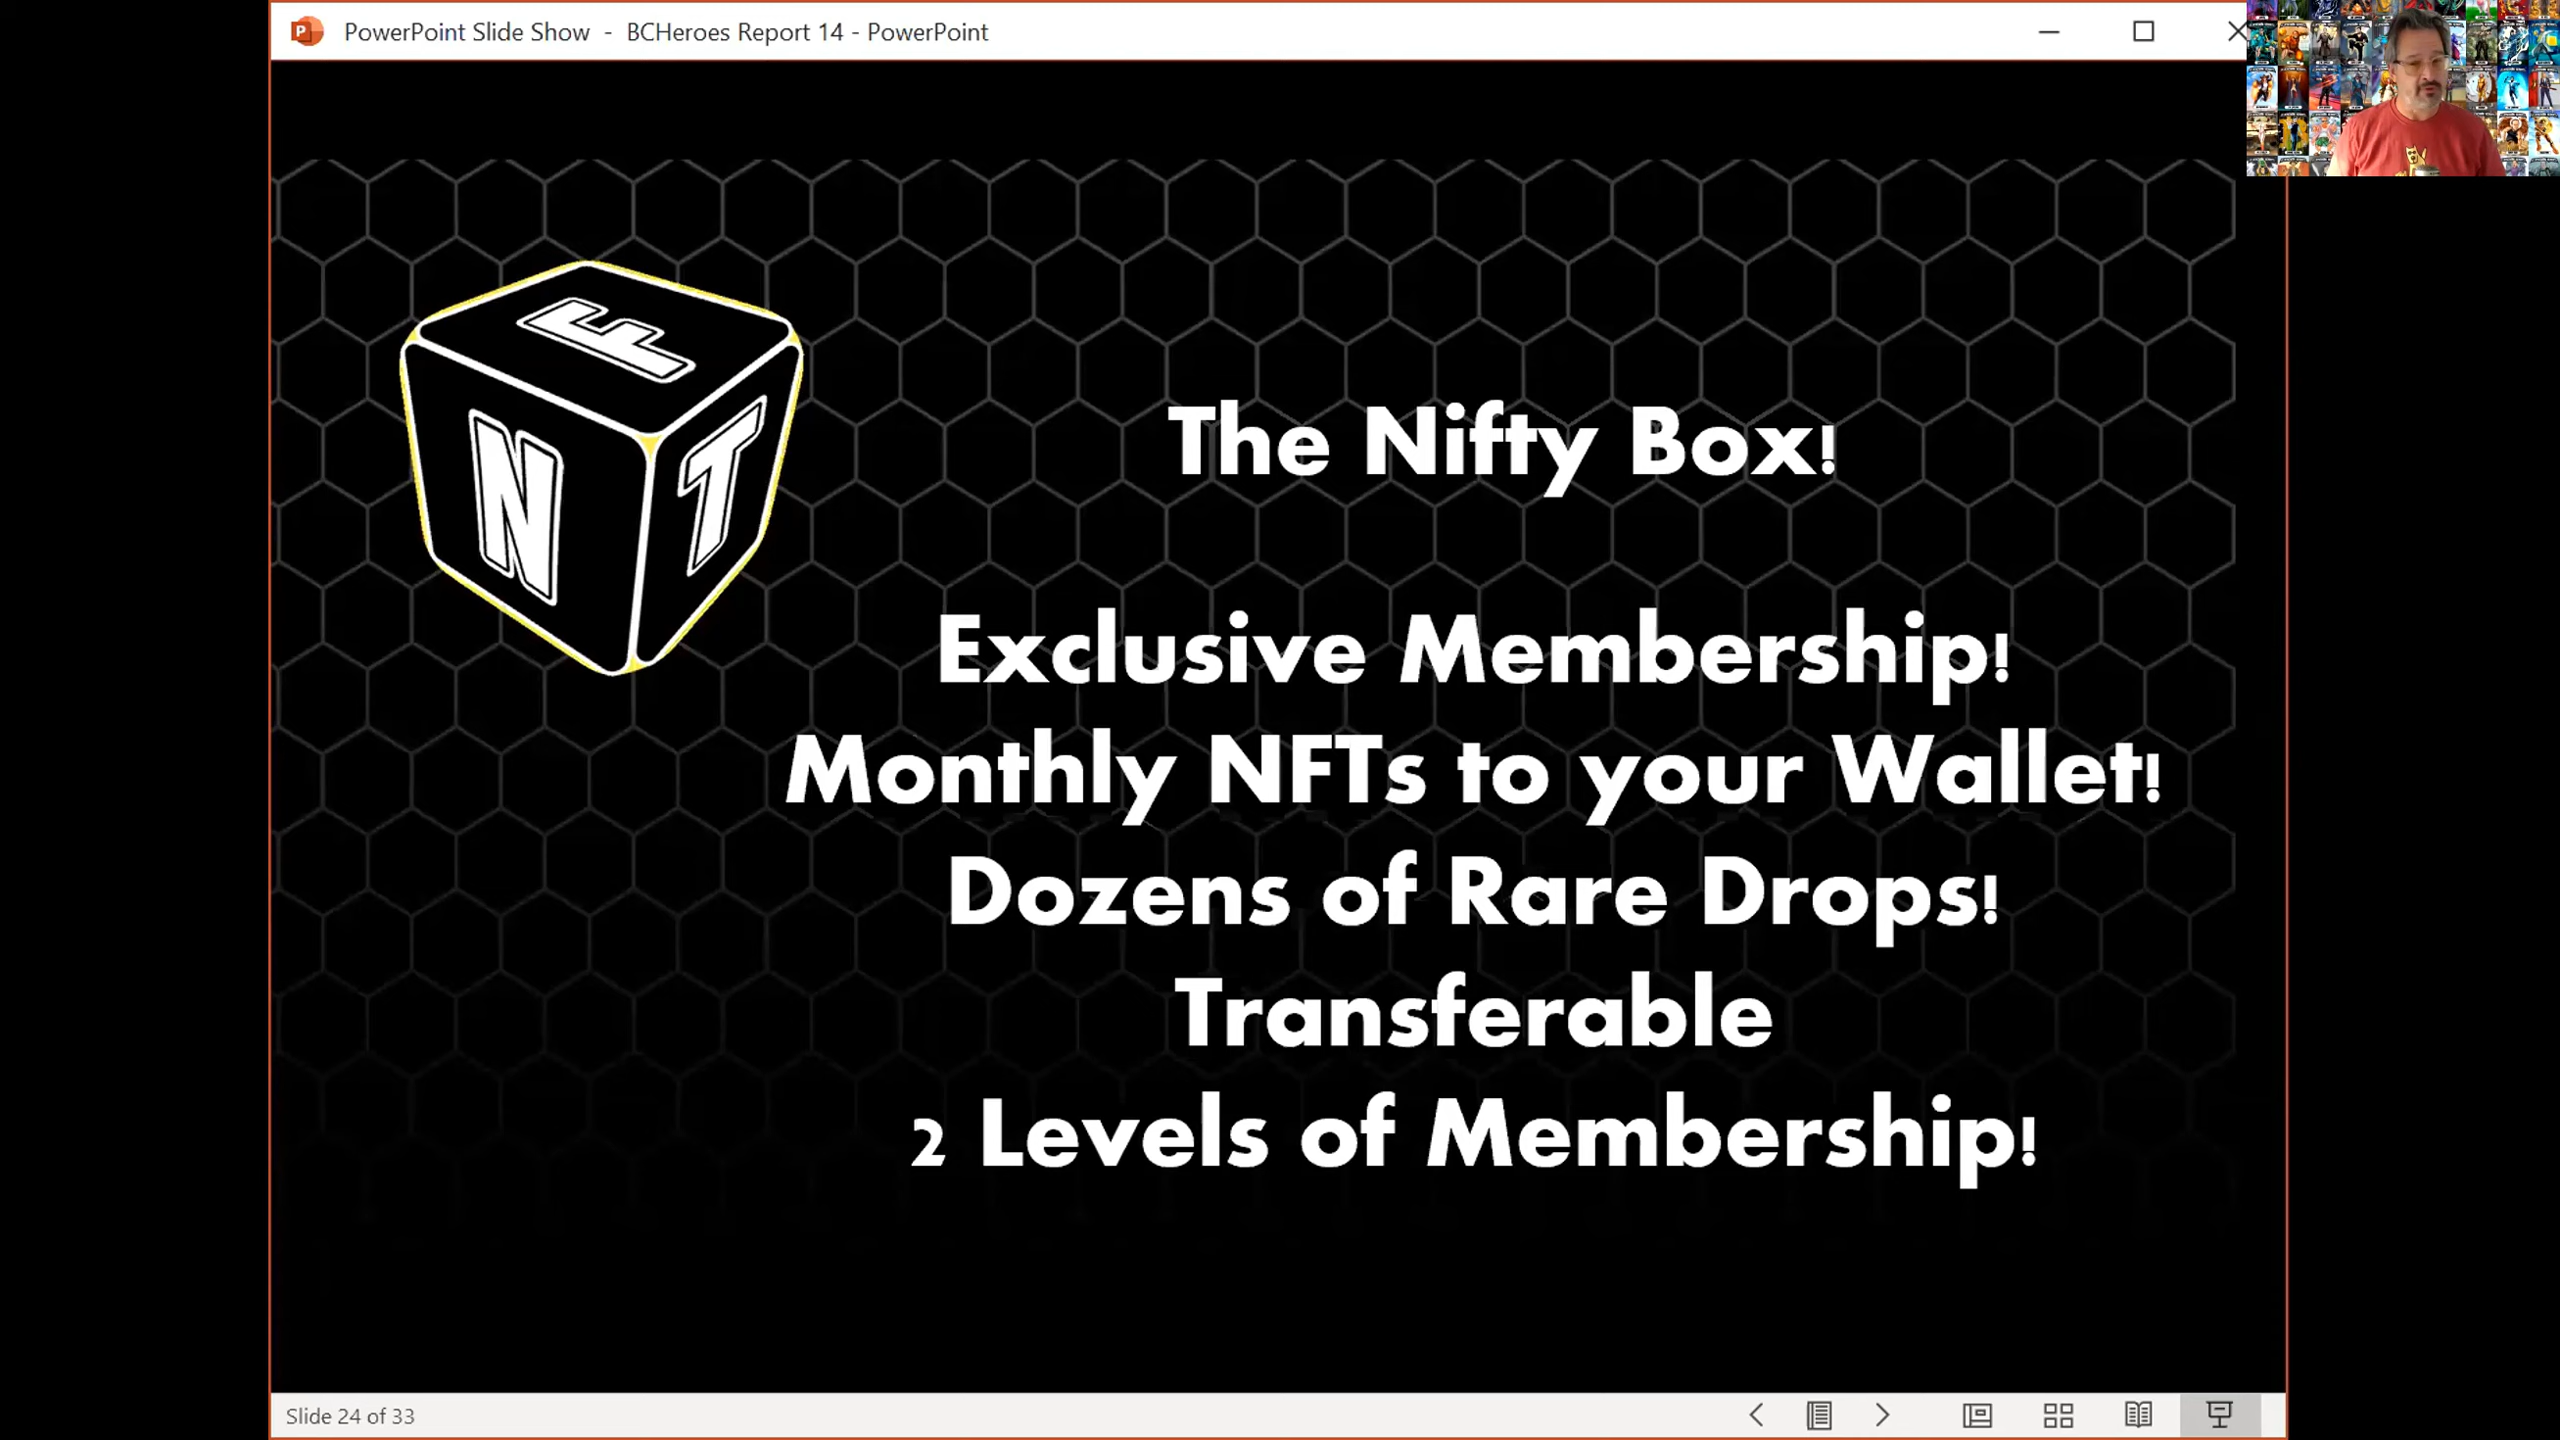 PowerPoint Slide Show - BCHeroes Report 14 - PowerPoint
F
N T
The Nifty Box!
Exclusive Membership!
Monthly NFTs to your Wallet!
Dozens of Rare Drops!
Transferable
2 Levels of Membership!
Slide 24 of 33